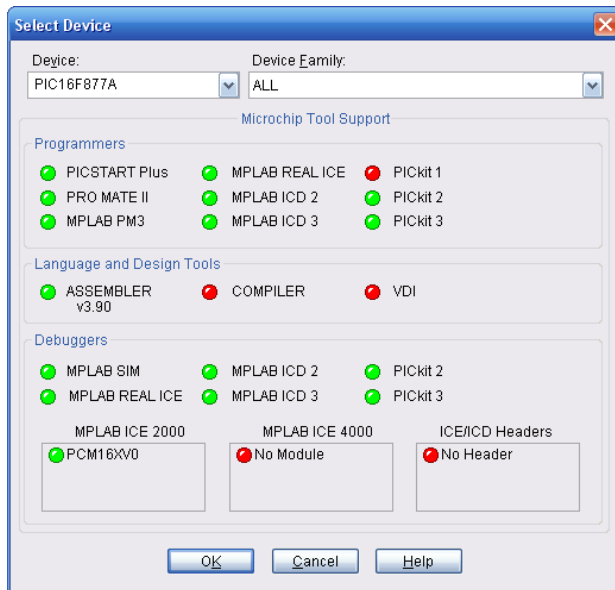 Select Device
Device: Device Family:
PIC16F877A ALL
Microchip Tool Support
Programmers
PICSTART Plus MPLAB REAL ICE PICkit 1
PRO MATE II MPLAB ICD 2 PICkit 2
MPLAB PM3 MPLAB ICD 3 PICkit 3
Language and Design Tools
ASSEMBLER COMPILER VDI
v3.90
Debuggers
MPLAB SIM MPLAB ICD 2 PICkit 2
MPLAB REAL ICE MPLAB ICD 3 PICkit 3
MPLAB ICE 2000 MPLAB ICE 4000 ICE/ICD Headers
PCM16XV0 No Module No Header
OK Cancel Help